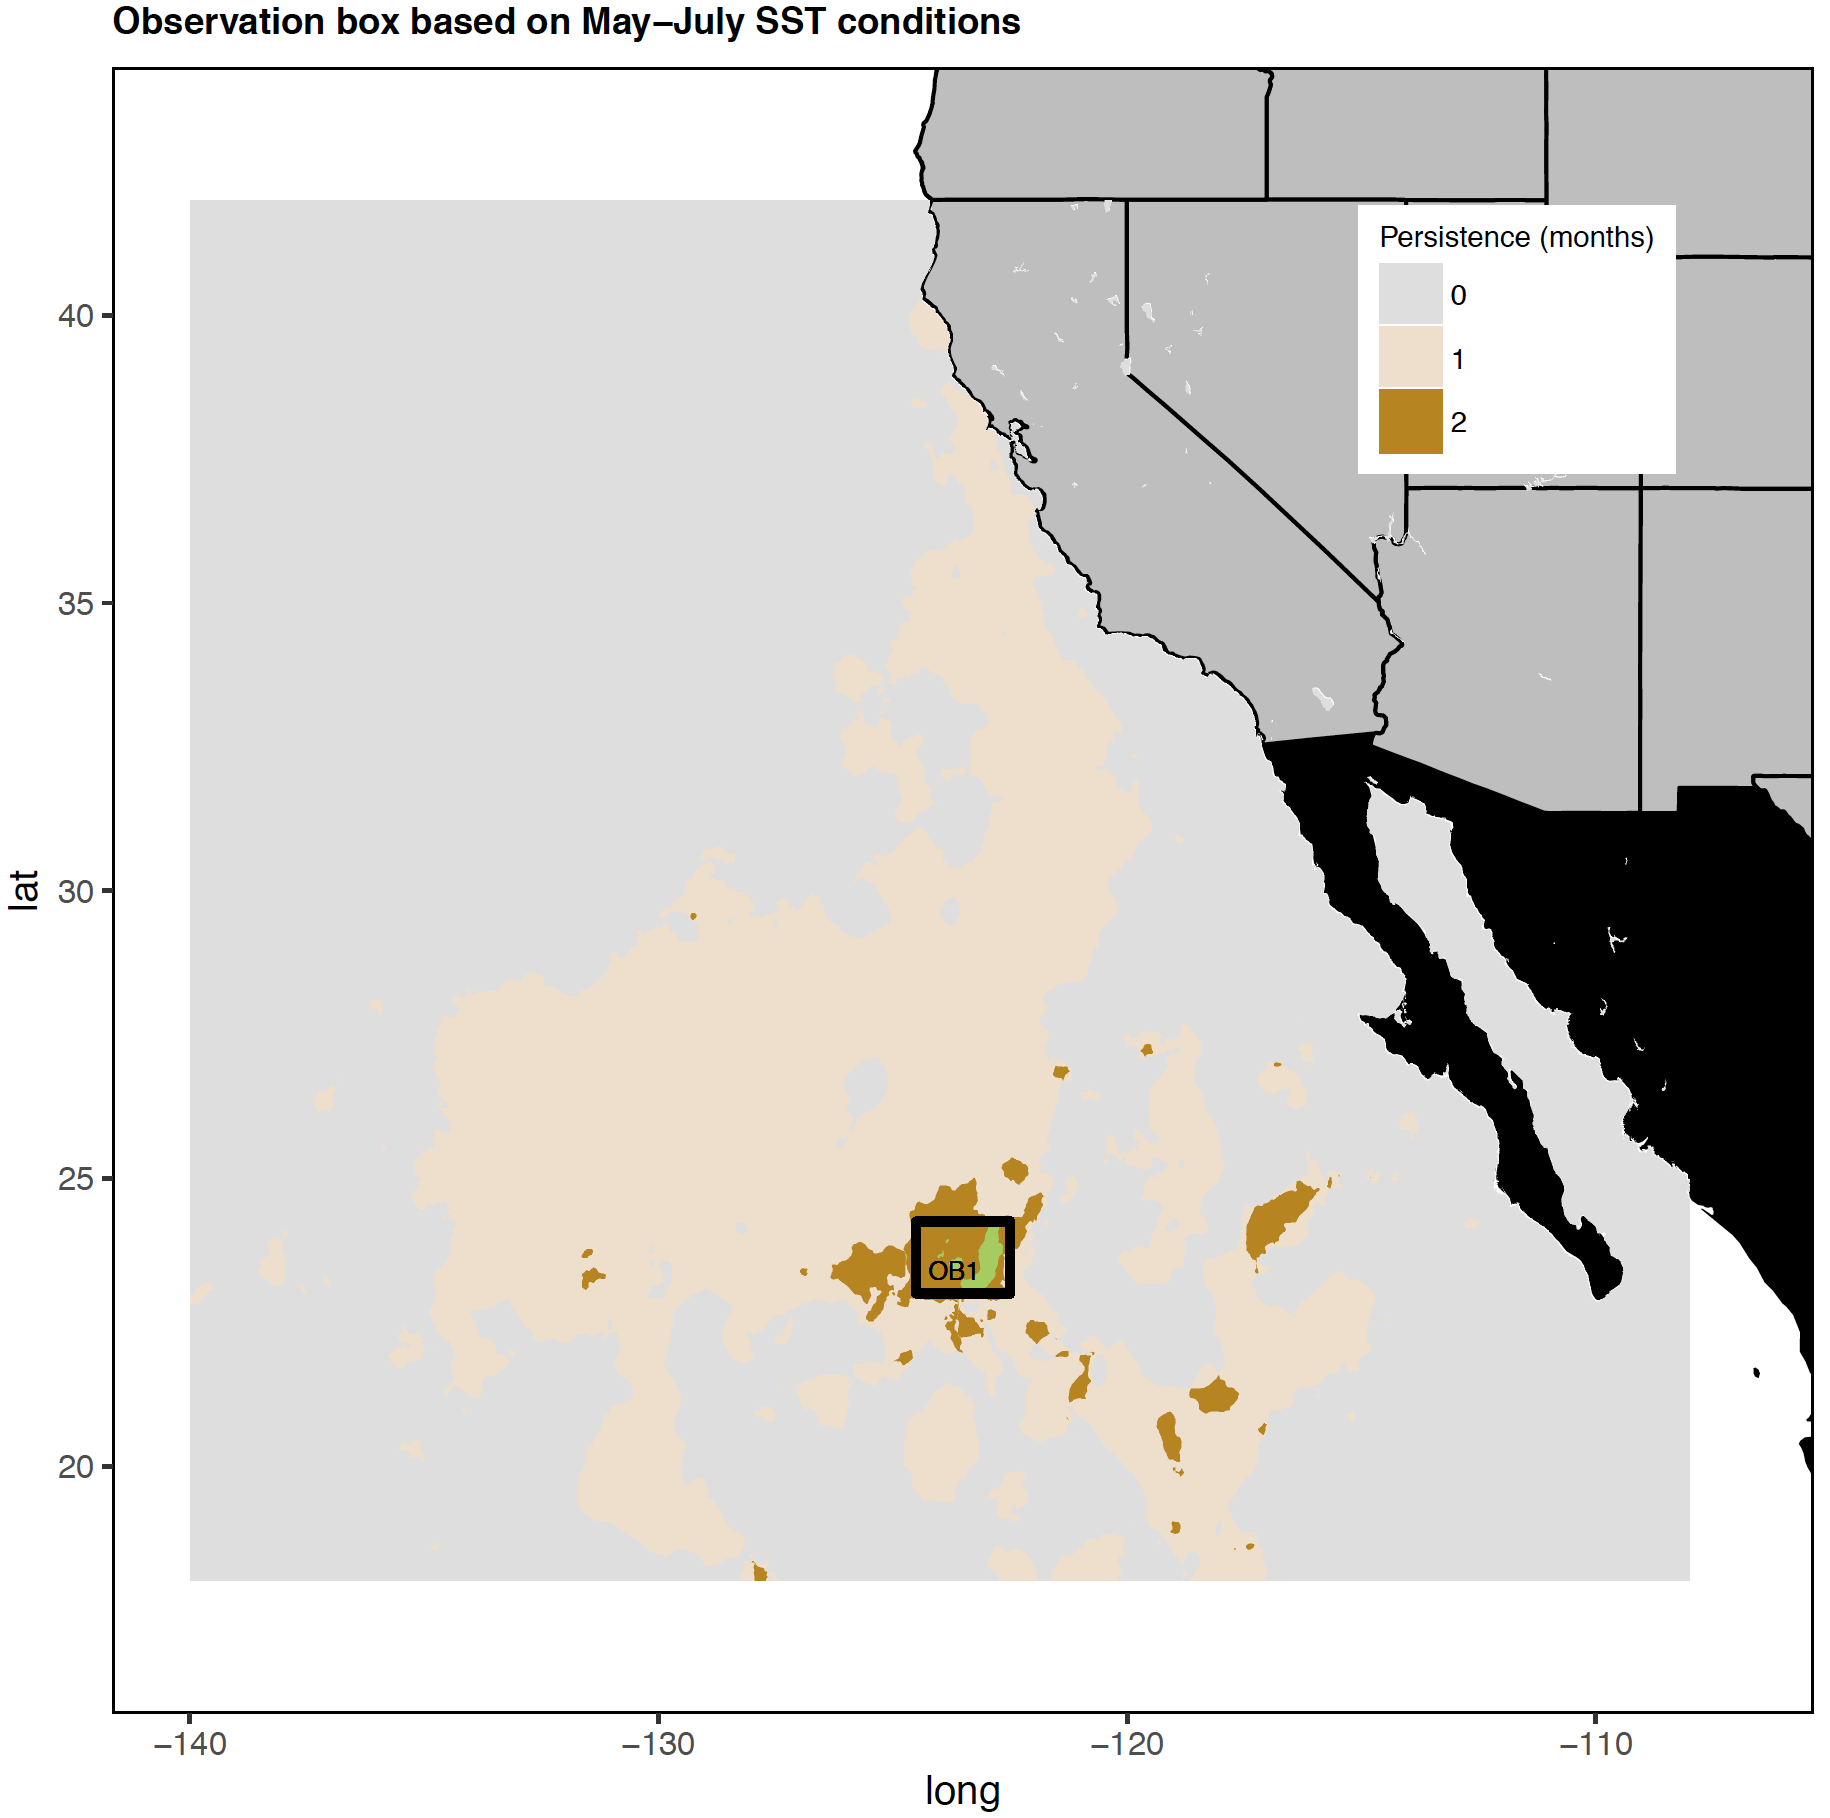 Observation box based on May−July SST conditions
Persistence (months)
0
1
2
40
35
30
25
20
lat
OB1
−140
−130
−120
−110
long